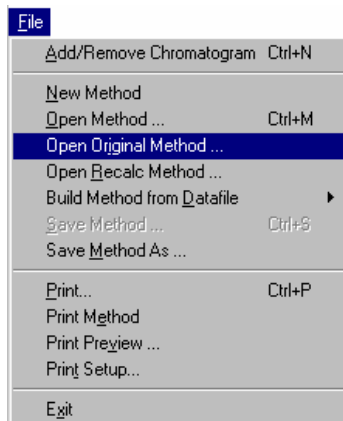 File
Add/Remove Chromatogram Ctrl+N
New Method
Open Method ... Ctrl+M
Open Original Method ...
Open Recalc Method ...
Build Method from Datafile
Save Method ... Ctrl+S
Save Method As ...
Print... Ctrl+P
Print Method
Print Preview ...
Print Setup...
Exit